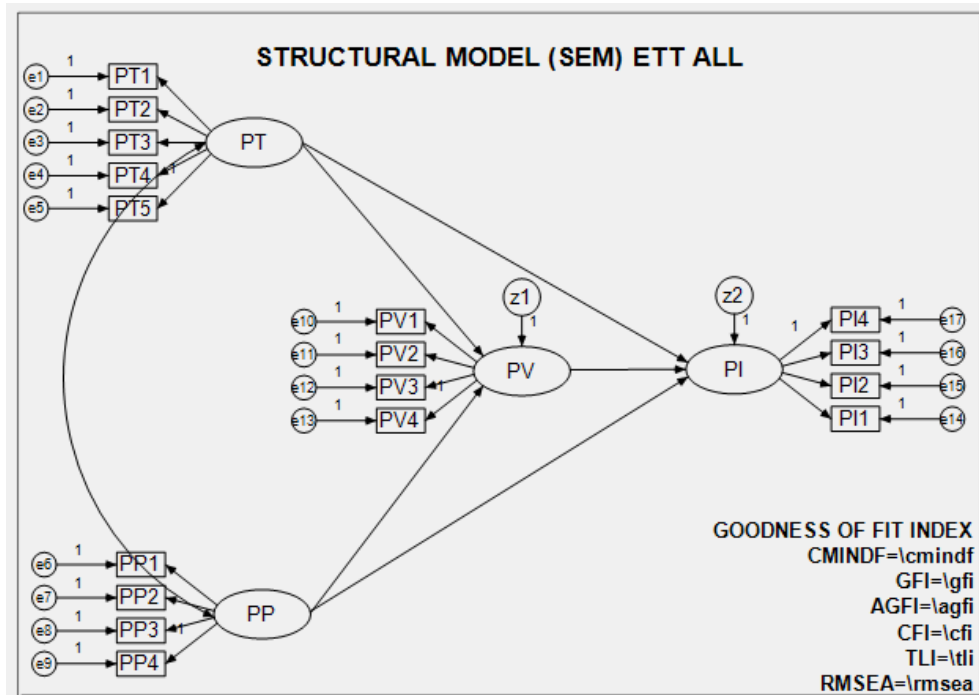 STRUCTURAL MODEL (SEM) ETT ALL
e1 1 PT1
e2 1 PT2
e3 1 PT3
e4 1 PT4 1
e5 1 PT5
PT
z1
1
z2
1
e10 1 PV1
e11 1 PV2
e12 1 PV3 1
e13 1 PV4
PV
PI
1 PI4 1 e17
PI3 1 e16
PI2 1 e15
PI1 1 e14
e6 1 PP1
e7 1 PP2
e8 1 PP3 1
e9 1 PP4
PP
GOODNESS OF FIT INDEX
CMINDF=\cmindf
GFI=\gfi
AGFI=\agfi
CFI=\cfi
TLI=\tli
RMSEA=\rmsea